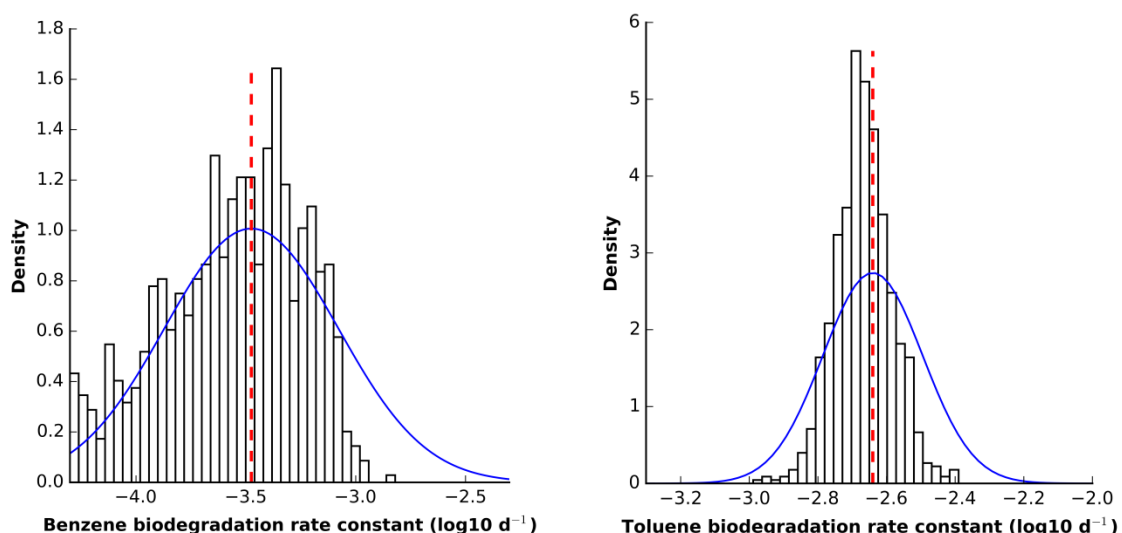 1.8
1.6
1.4
1.2
1.0
0.8
0.6
0.4
0.2
0.0
Density
−4.0 −3.5 −3.0 −2.5
Benzene biodegradation rate constant (log10 d⁻¹)
6
5
4
3
2
1
0
Density
−3.2 −3.0 −2.8 −2.6 −2.4 −2.2 −2.0
Toluene biodegradation rate constant (log10 d⁻¹)